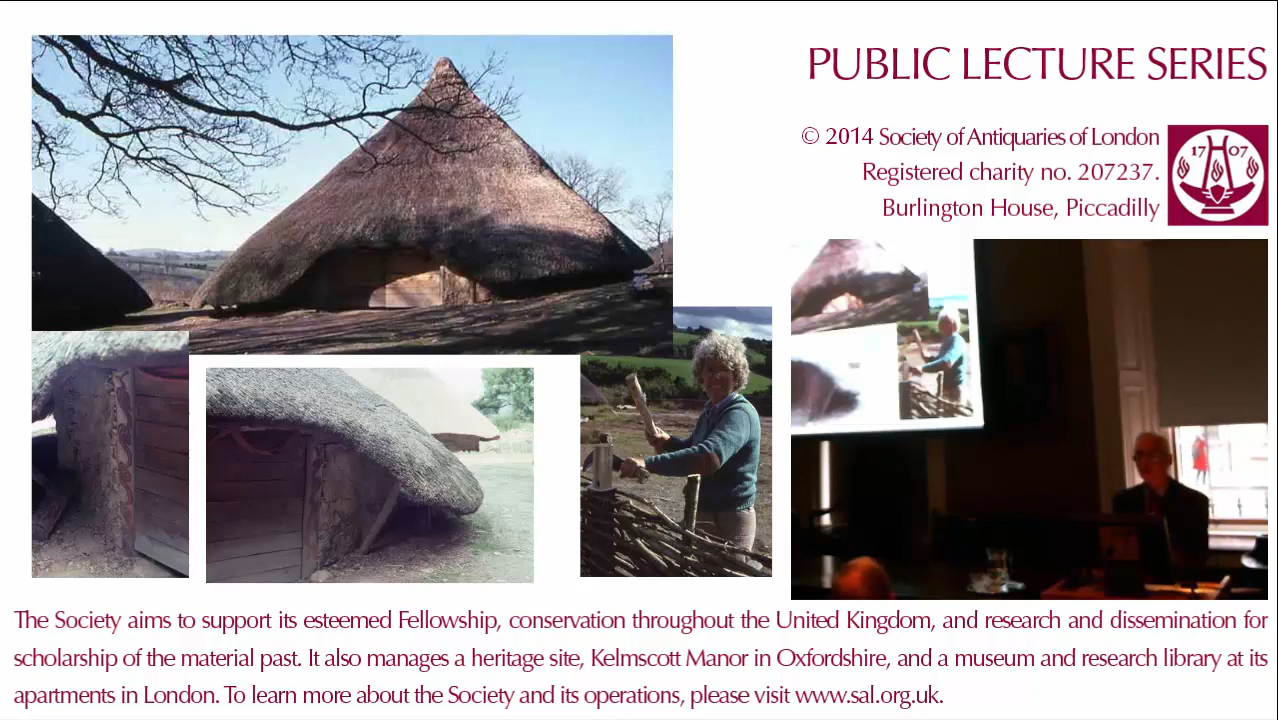 PUBLIC LECTURE SERIES
© 2014 Society of Antiquaries of London
Registered charity no. 207237.
Burlington House, Piccadilly
17 07
The Society aims to support its esteemed Fellowship, conservation throughout the United Kingdom, and research and dissemination for
scholarship of the material past. It also manages a heritage site, Kelmscott Manor in Oxfordshire, and a museum and research library at its
apartments in London. To learn more about the Society and its operations, please visit www.sal.org.uk.